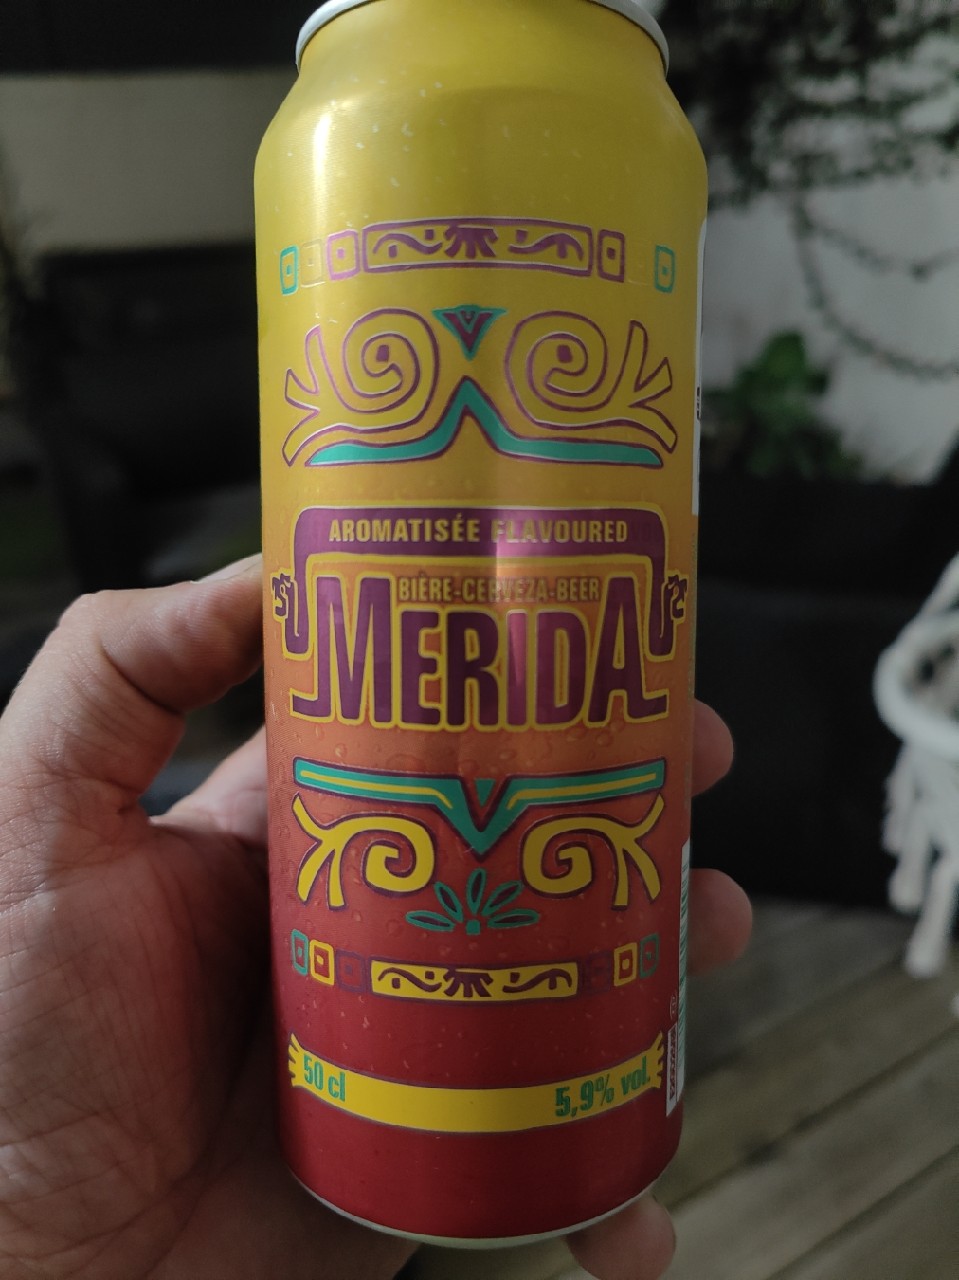 AROMATISÉE FLAVOURED
BIÈRE-CERVEZA-BEER
MERIDA
50 cl
5,9% vol.